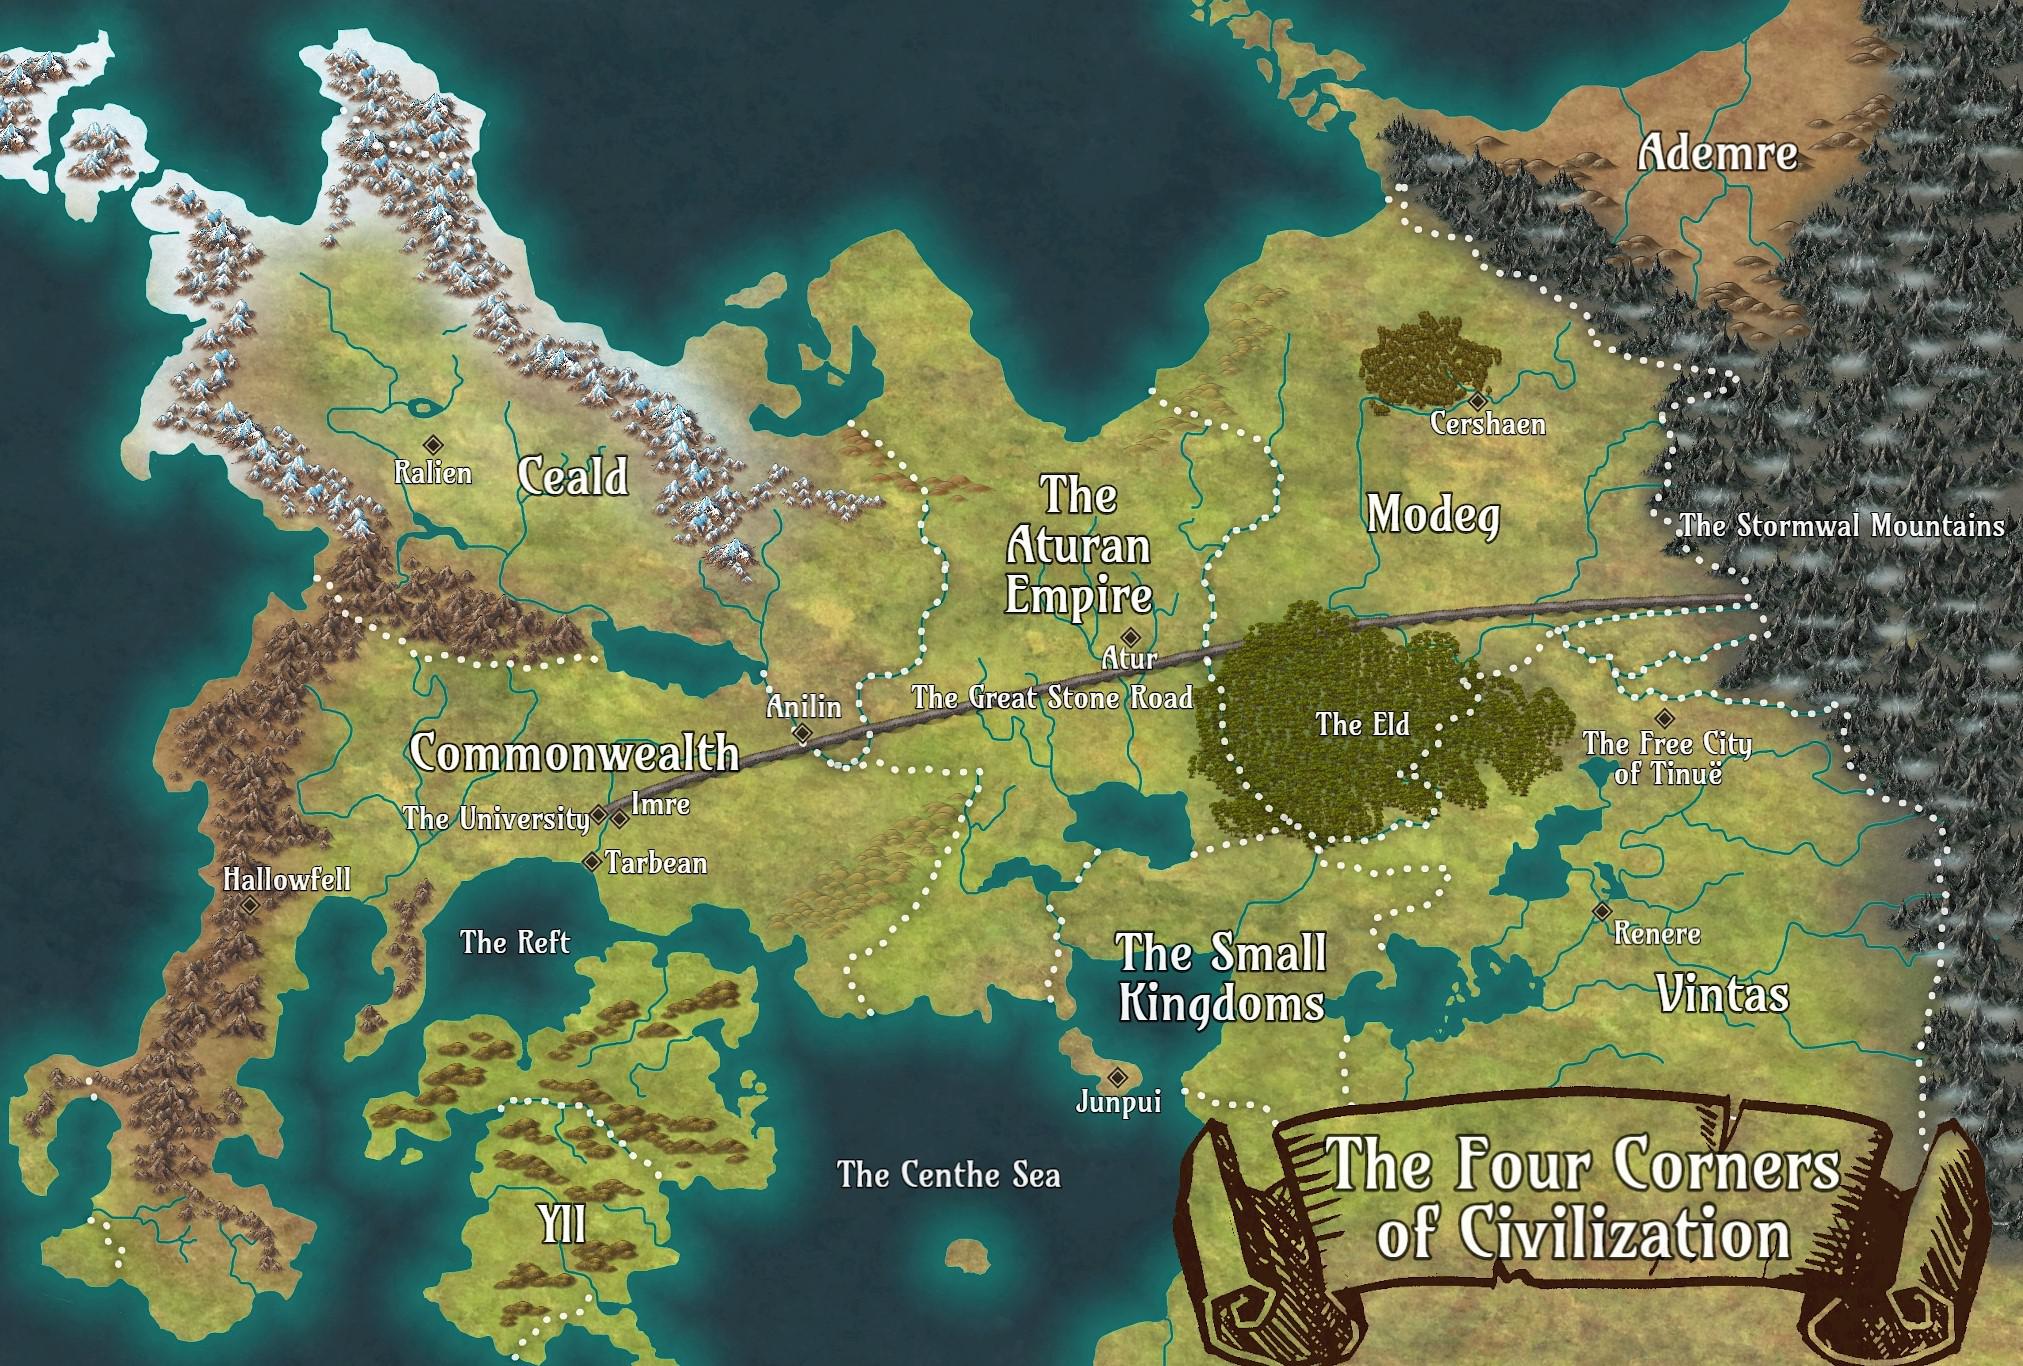 Ademre
Cershaen
Ralien
Ceald
The
Aturan
Empire
Modeg
The Stormwal Mountains
Atur
The Great Stone Road
Anilin
The Eld
The Free City
of Tinuë
Commonwealth
The University
Imre
Tarbean
Hallowfell
The Reft
The Small
Kingdoms
Renere
Vintas
Junpui
The Centhe Sea
Yll
The Four Corners
of Civilization